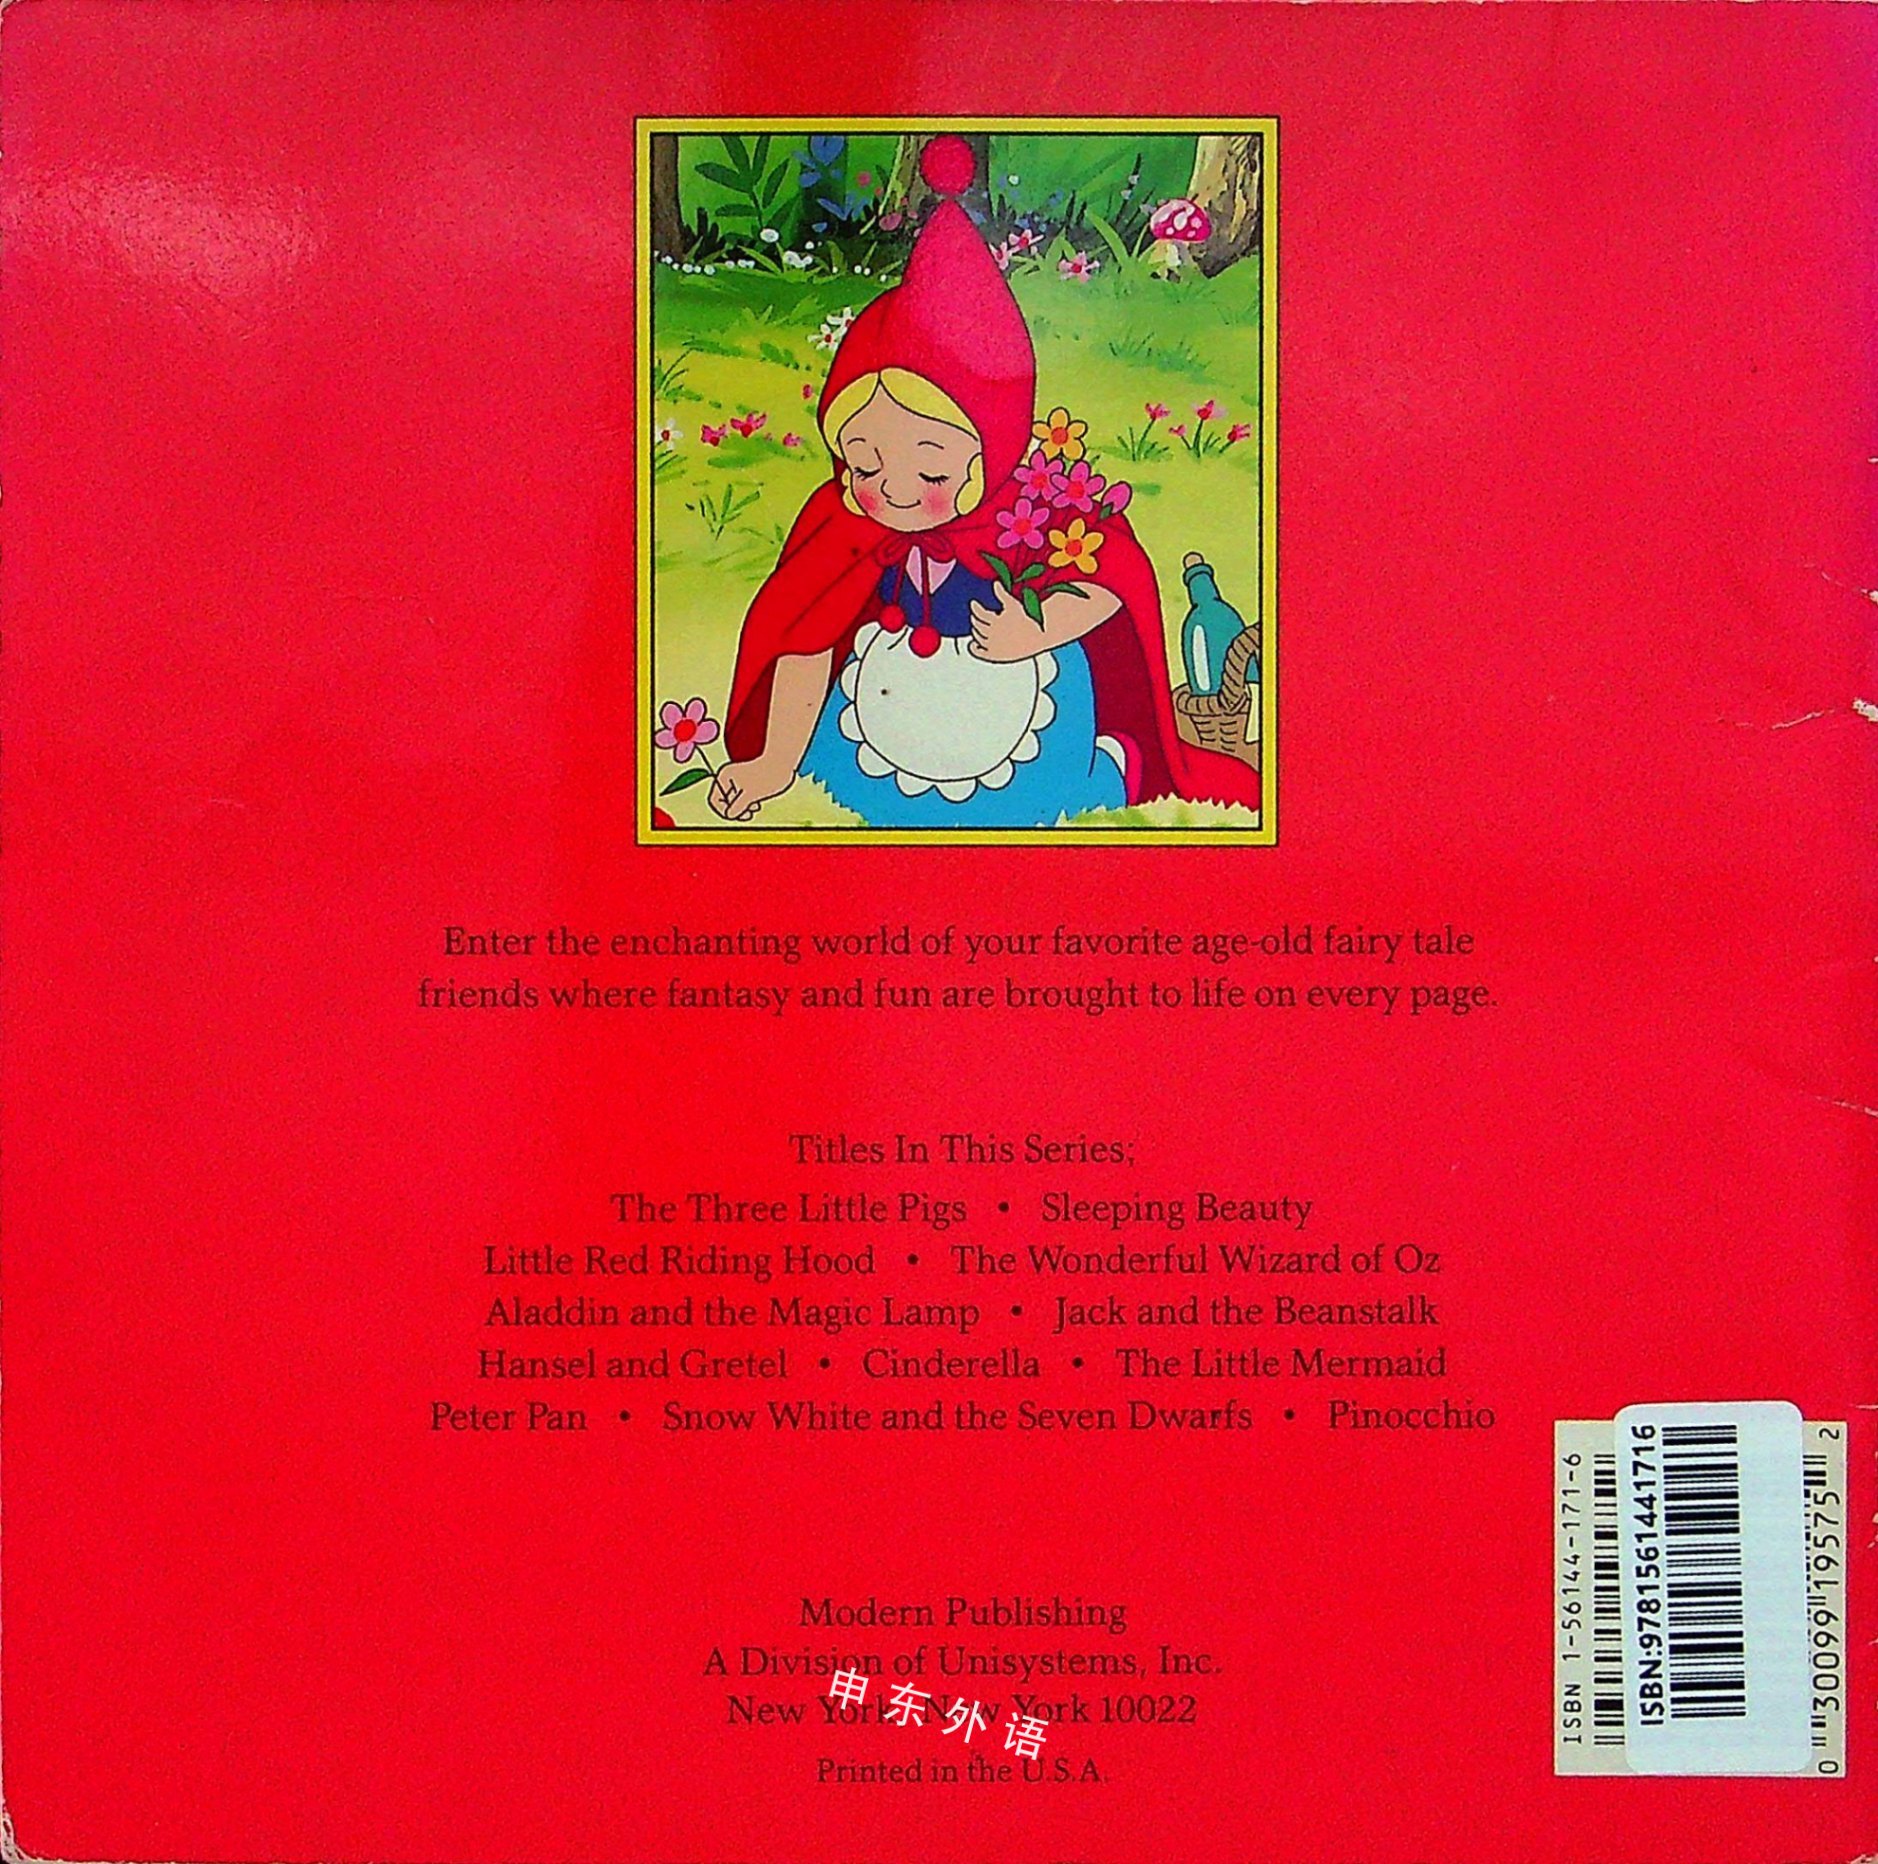 Enter the enchanting world of your favorite age-old fairy tale
friends where fantasy and fun are brought to life on every page.
Titles In This Series;
The Three Little Pigs • Sleeping Beauty
Little Red Riding Hood • The Wonderful Wizard of Oz
Aladdin and the Magic Lamp • Jack and the Beanstalk
Hansel and Gretel • Cinderella • The Little Mermaid
Peter Pan • Snow White and the Seven Dwarfs • Pinocchio
Modern Publishing
A Division of Unisystems, Inc.
New York, New York 10022
Printed in the U.S.A.
申东外语
ISBN 1-56144-171-6
ISBN:9781561441716
0 30099 19575 2